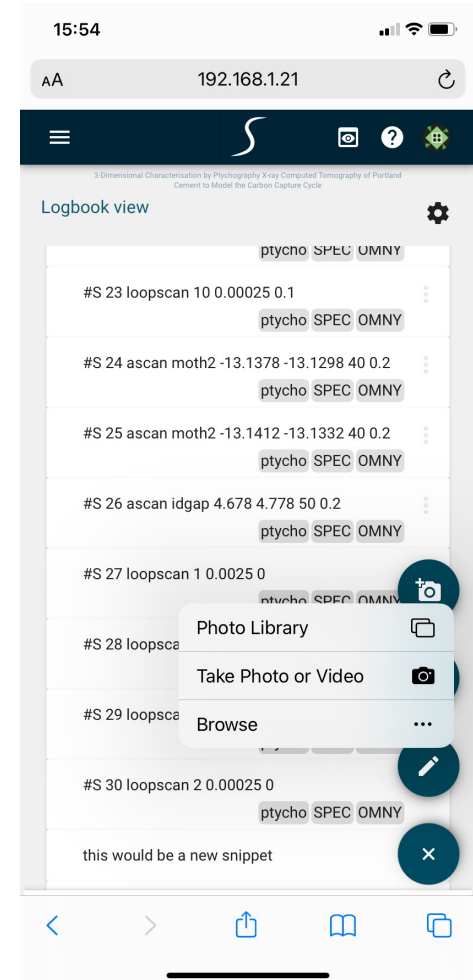 15:54
AA 192.168.1.21
3-Dimensional Characterisation by Ptychography X-ray Computed Tomography of Portland
Cement to Model the Carbon Capture Cycle
Logbook view
ptycho SPEC OMNY
#S 23 loopscan 10 0.00025 0.1
ptycho SPEC OMNY
#S 24 ascan moth2 -13.1378 -13.1298 40 0.2
ptycho SPEC OMNY
#S 25 ascan moth2 -13.1412 -13.1332 40 0.2
ptycho SPEC OMNY
#S 26 ascan idgap 4.678 4.778 50 0.2
ptycho SPEC OMNY
#S 27 loopscan 1 0.0025 0
ptycho SPEC OMNY
Photo Library
#S 28 loopsca
Take Photo or Video
#S 29 loopsca
Browse
#S 30 loopscan 2 0.00025 0
ptycho SPEC OMNY
this would be a new snippet